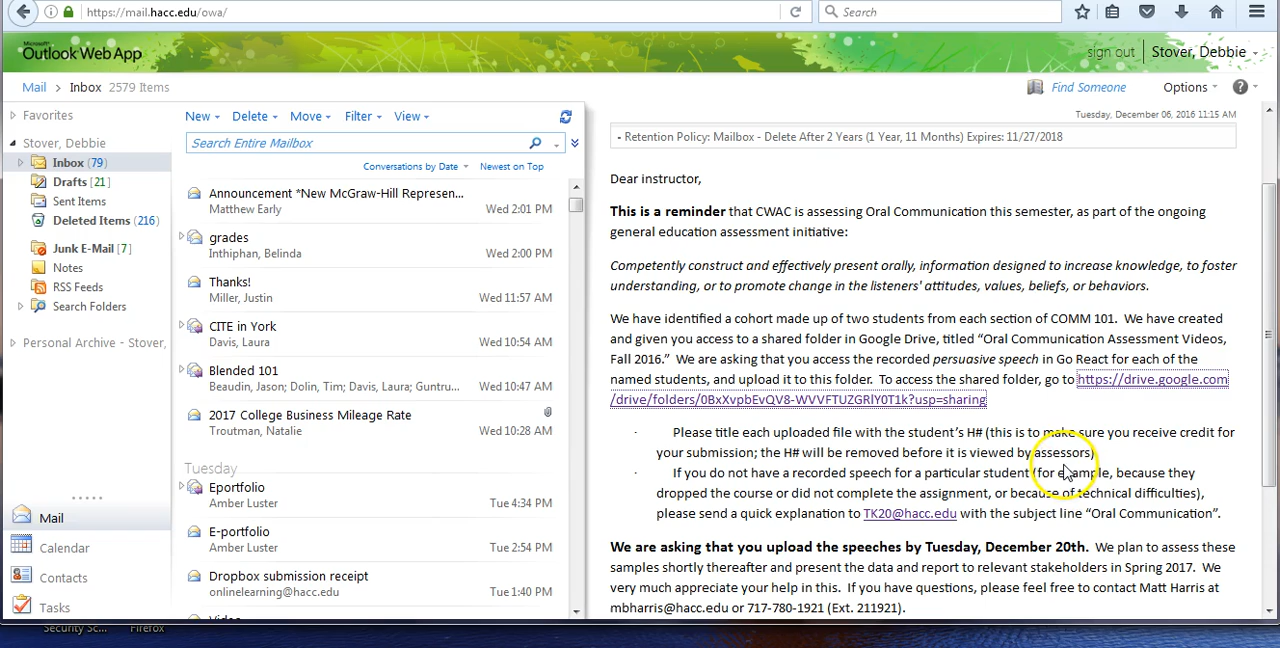 https://mail.hacc.edu/owa/
Search
Microsoft
Outlook Web App
sign out
Stover, Debbie
Mail > Inbox 2579 Items
Find Someone
Options
Favorites
Stover, Debbie
Inbox (79)
Drafts [21]
Sent Items
Deleted Items (216)
Junk E-Mail [7]
Notes
RSS Feeds
Search Folders
Personal Archive - Stover,
Mail
Calendar
Contacts
Tasks
New Delete Move Filter View
Search Entire Mailbox
Conversations by Date Newest on Top
Announcement *New McGraw-Hill Represen...
Matthew Early Wed 2:01 PM
grades
Inthiphan, Belinda Wed 2:00 PM
Thanks!
Miller, Justin Wed 11:57 AM
CITE in York
Davis, Laura Wed 10:54 AM
Blended 101
Beaudin, Jason; Dolin, Tim; Davis, Laura; Guntru... Wed 10:39 AM
2017 College Business Mileage Rate
Troutman, Natalie Wed 10:28 AM
Tuesday
Eportfolio
Amber Luster Tue 4:34 PM
E-portfolio
Amber Luster Tue 2:54 PM
Dropbox submission receipt
onlinelearning@hacc.edu Tue 1:40 PM
Tuesday, December 06, 2016 11:15 AM
- Retention Policy: Mailbox - Delete After 2 Years (1 Year, 11 Months) Expires: 11/27/2018
Dear instructor,
This is a reminder that CWAC is assessing Oral Communication this semester, as part of the ongoing
general education assessment initiative:
Competently construct and effectively present orally, information designed to increase knowledge, to foster
understanding, or to promote change in the listeners' attitudes, values, beliefs, or behaviors.
We have identified a cohort made up of two students from each section of COMM 101. We have created
and given you access to a shared folder in Google Drive, titled “Oral Communication Assessment Videos,
Fall 2016.” We are asking that you access the recorded persuasive speech in Go React for each of the
named students, and upload it to this folder. To access the shared folder, go to https://drive.google.com
/drive/folders/0BxXvpbEvQV8-WVVFTUZGRlY0T1k?usp=sharing
· Please title each uploaded file with the student’s H# (this is to make sure you receive credit for
your submission; the H# will be removed before it is viewed by assessors)
· If you do not have a recorded speech for a particular student (for example, because they
dropped the course or did not complete the assignment, or because of technical difficulties),
please send a quick explanation to TK20@hacc.edu with the subject line “Oral Communication”.
We are asking that you upload the speeches by Tuesday, December 20th. We plan to assess these
samples shortly thereafter and present the data and report to relevant stakeholders in Spring 2017. We
very much appreciate your help in this. If you have questions, please feel free to contact Matt Harris at
mbharris@hacc.edu or 717-780-1921 (Ext. 211921).
Security Sc... Firefox